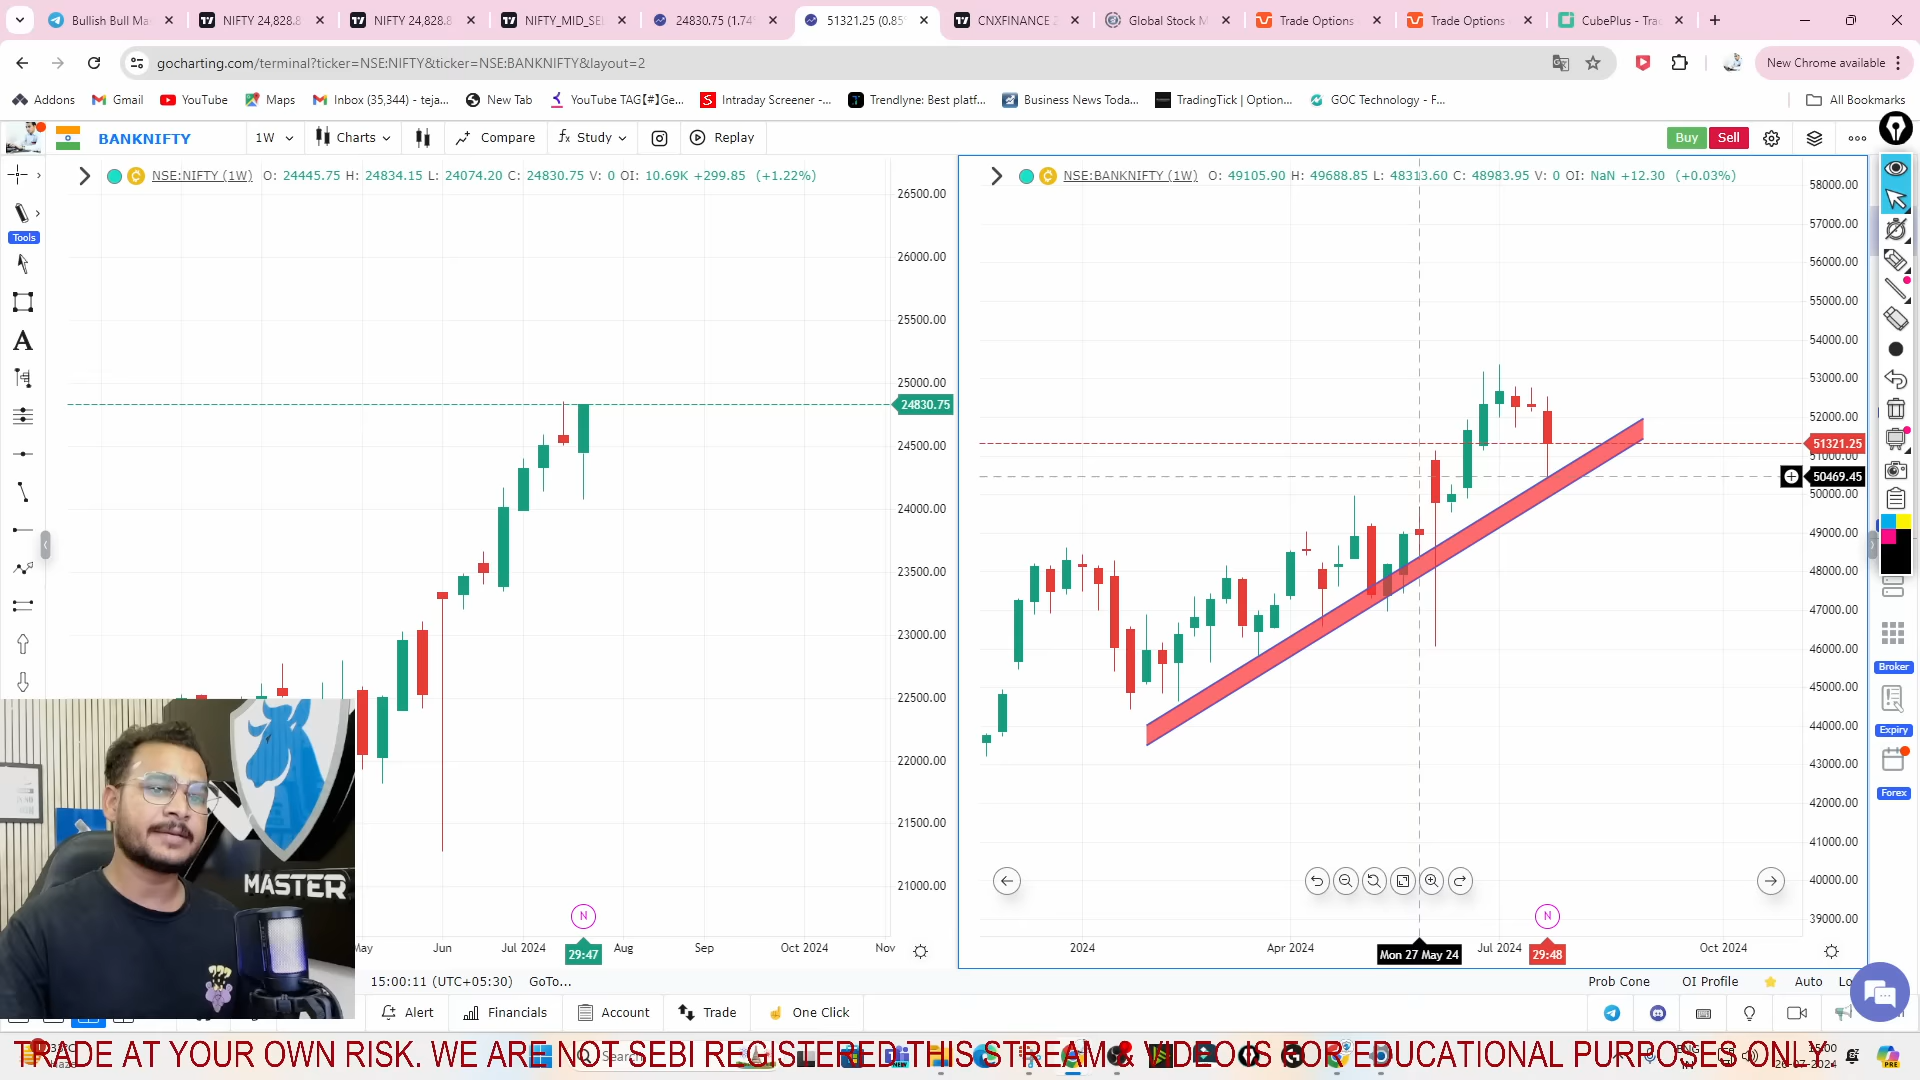 Bullish Bull Ma
NIFTY 24,828.8
NIFTY 24,828.8
NIFTY_MID_SEL
24830.75 (1.74
51321.25 (0.85
CNXFINANCE 2
Global Stock M
Trade Options
Trade Options
CubePlus - Tra
gocharting.com/terminal?ticker=NSE:NIFTY&ticker=NSE:BANKNIFTY&layout=2
New Chrome available
Addons
Gmail
YouTube
Maps
Inbox (35,344) - teja...
New Tab
YouTube TAG【#】Ge...
Intraday Screener -...
Trendlyne: Best platf...
Business News Toda...
TradingTick | Option...
GOC Technology - F...
All Bookmarks
BANKNIFTY
1W
Charts
Compare
Study
Replay
Buy
Sell
NSE:NIFTY (1W) O: 24445.75 H: 24834.15 L: 24074.20 C: 24830.75 V: 0 OI: 10.69K +299.85 (+1.22%)
NSE:BANKNIFTY (1W) O: 49105.90 H: 49688.85 L: 48313.60 C: 48983.95 V: 0 OI: NaN +12.30 (+0.03%)
Tools
26500.00
26000.00
25500.00
25000.00
24830.75
24500.00
24000.00
23500.00
23000.00
22500.00
22000.00
21500.00
21000.00
58000.00
57000.00
56000.00
55000.00
54000.00
53000.00
52000.00
51321.25
51000.00
50469.45
50000.00
49000.00
48000.00
47000.00
46000.00
45000.00
44000.00
43000.00
42000.00
41000.00
40000.00
39000.00
Broker
Expiry
Forex
MASTER
N
N
May
Jun
Jul 2024
29:47
Aug
Sep
Oct 2024
Nov
2024
Apr 2024
Mon 27 May 24
Jul 2024
29:48
Oct 2024
15:00:11 (UTC+05:30)
GoTo...
Prob Cone
OI Profile
Auto
Lo
Alert
Financials
Account
Trade
One Click
TRADE AT YOUR OWN RISK. WE ARE NOT SEBI REGISTERED THIS STREAM & VIDEO IS FOR EDUCATIONAL PURPOSES ONLY.